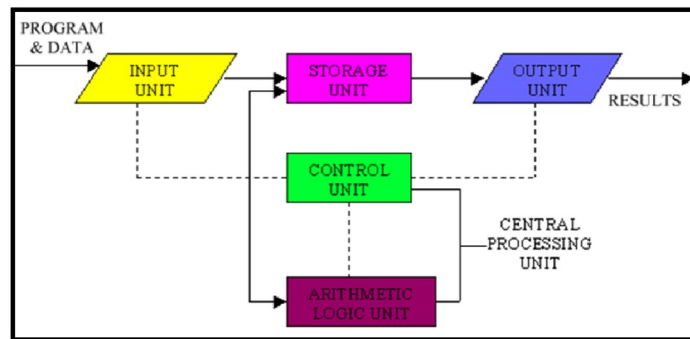 PROGRAM
& DATA
INPUT
UNIT
STORAGE
UNIT
OUTPUT
UNIT
RESULTS
CONTROL
UNIT
CENTRAL
PROCESSING
UNIT
ARITHMETIC
LOGIC UNIT